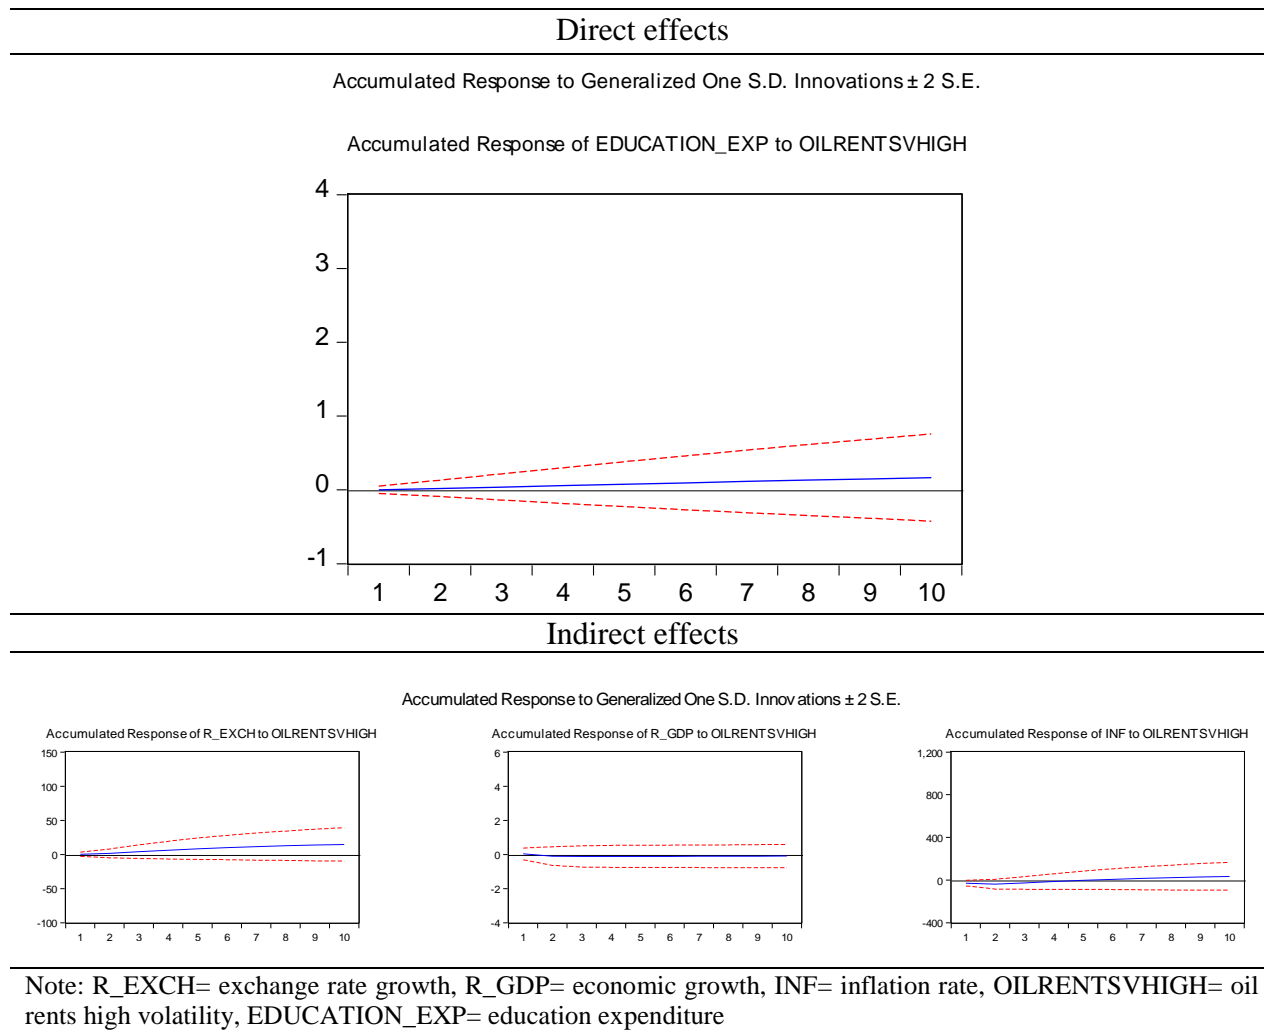 Direct effects
Accumulated Response to Generalized One S.D. Innovations ± 2 S.E.
Accumulated Response of EDUCATION_EXP to OILRENTSVHIGH
4
3
2
1
0
-1
1 2 3 4 5 6 7 8 9 10
Indirect effects
Accumulated Response to Generalized One S.D. Innovations ± 2 S.E.
Accumulated Response of R_EXCH to OILRENTSVHIGH
150
100
50
0
-50
-100
1 2 3 4 5 6 7 8 9 10
Accumulated Response of R_GDP to OILRENTSVHIGH
6
4
2
0
-2
-4
1 2 3 4 5 6 7 8 9 10
Accumulated Response of INF to OILRENTSVHIGH
1,200
800
400
0
-400
1 2 3 4 5 6 7 8 9 10
Note: R_EXCH= exchange rate growth, R_GDP= economic growth, INF= inflation rate, OILRENTSVHIGH= oil
rents high volatility, EDUCATION_EXP= education expenditure